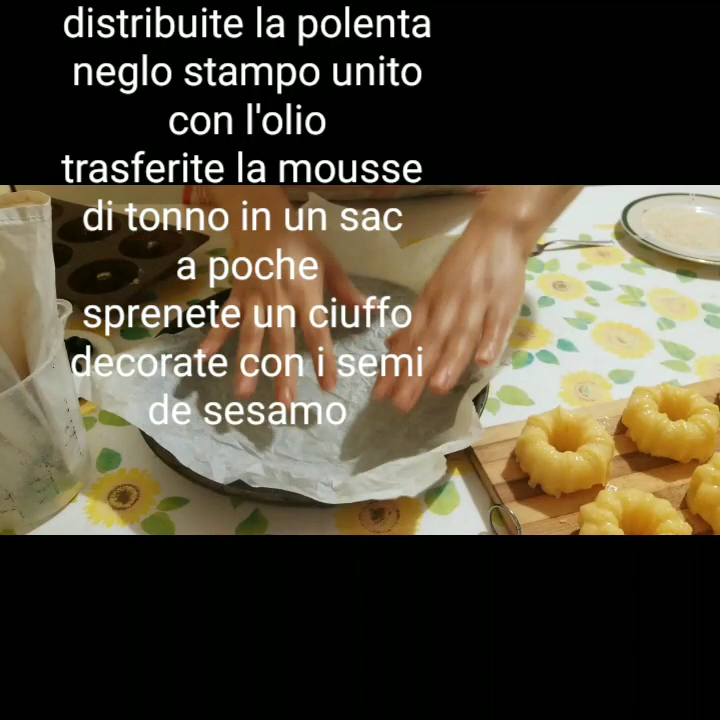 distribuite la polenta
neglo stampo unito
con l'olio
trasferite la mousse
di tonno in un sac
a poche
sprenete un ciuffo
decorate con i semi
de sesamo